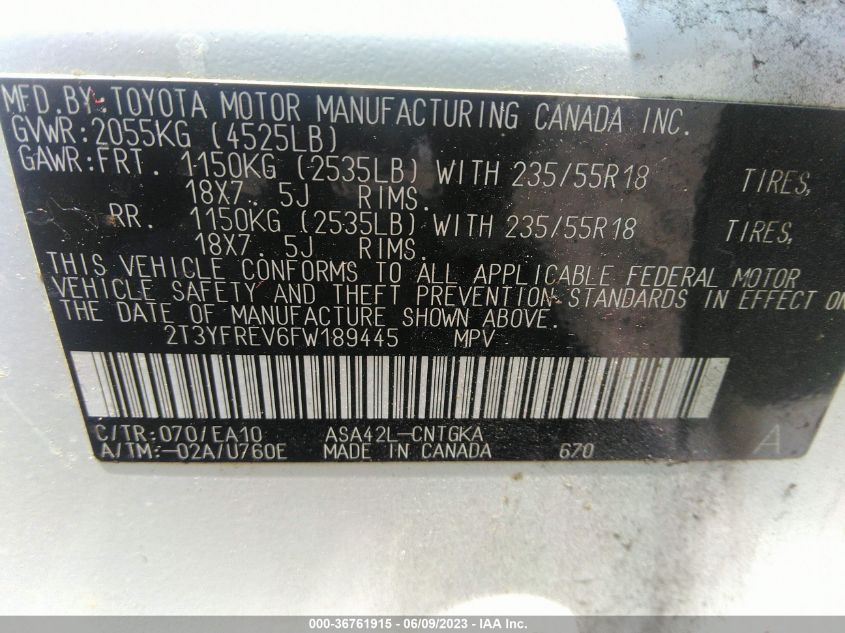 MFD.BY: TOYOTA MOTOR MANUFACTURING CANADA INC.
GVWR:2055KG (4525LB)
GAWR:FRT. 1150KG (2535LB) WITH 235/55R18 TIRES,
18X7. 5J RIMS.
RR. 1150KG (2535LB) WITH 235/55R18 TIRES,
18X7. 5J RIMS.
THIS VEHICLE CONFORMS TO ALL APPLICABLE FEDERAL MOTOR
VEHICLE SAFETY AND THEFT PREVENTION STANDARDS IN EFFECT ON
THE DATE OF MANUFACTURE SHOWN ABOVE.
2T3YFREV6FW189445 MPV
C/TR:070/EA10 ASA42L-CNTGKA
A/TM:-02A/U760E MADE IN CANADA 670 A
000-36761915 - 06/09/2023 - IAA Inc.